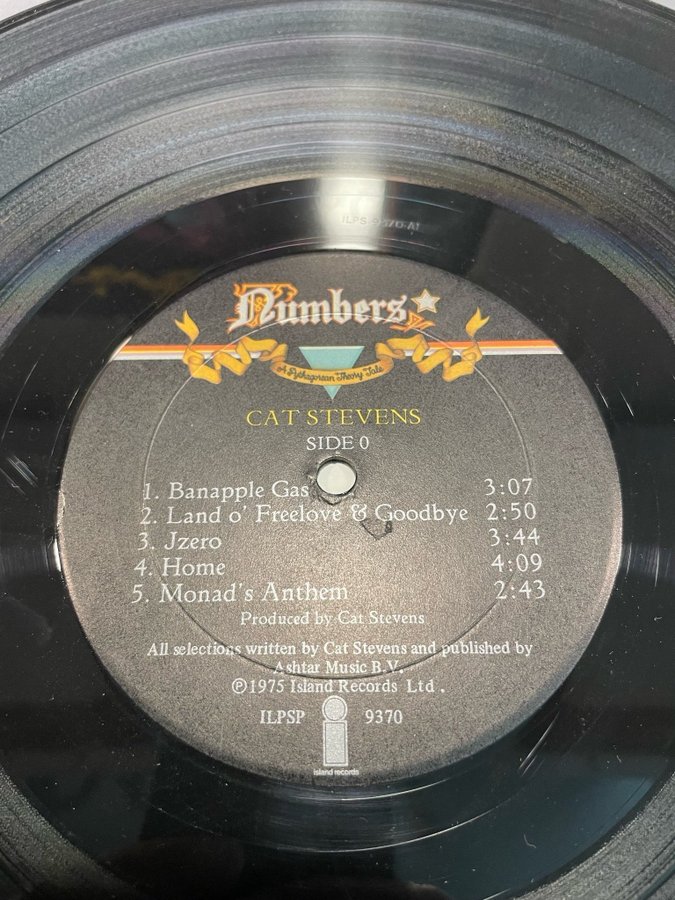 ILPS-9370-A1
Numbers
A Pythagorean Theory Tale
CAT STEVENS
SIDE 0
1. Banapple Gas 3:07
2. Land o' Freelove & Goodbye 2:50
3. Jzero 3:44
4. Home 4:09
5. Monad's Anthem 2:43
Produced by Cat Stevens
All selections written by Cat Stevens and published by
Ashtar Music B.V.
℗1975 Island Records Ltd.
ILPSP 9370
island records